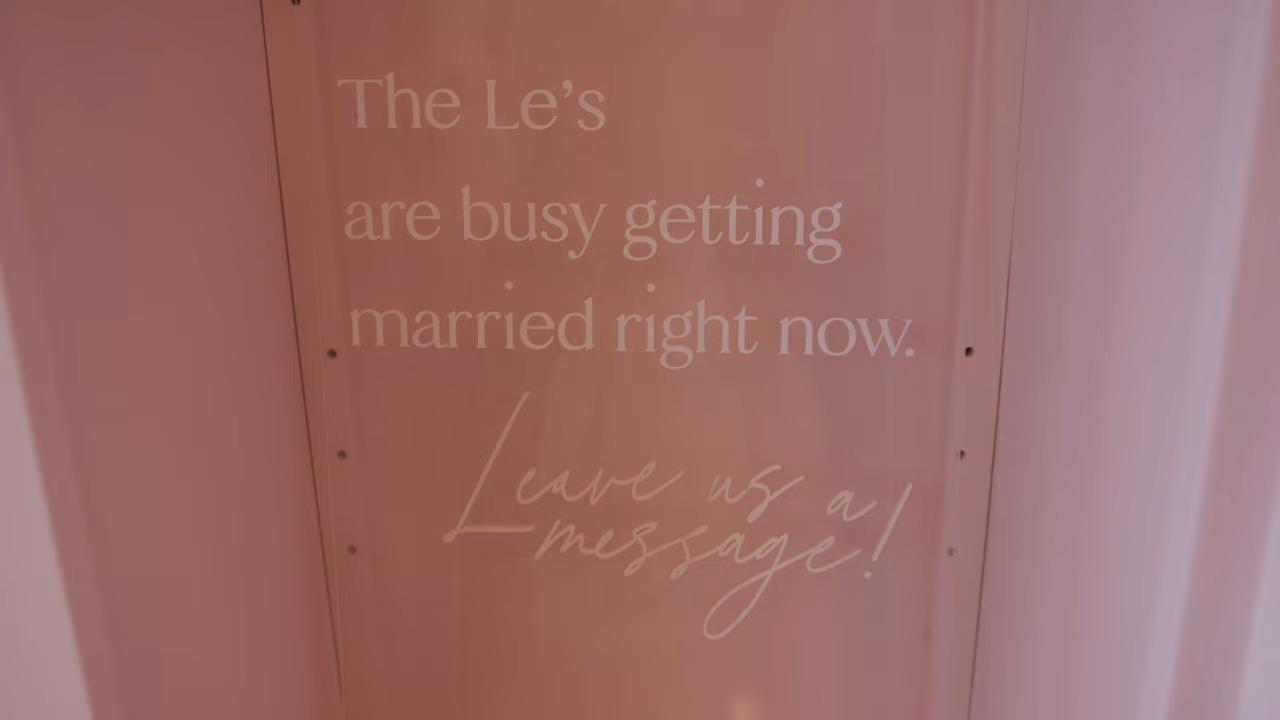 The Le’s
are busy getting
married right now.
Leave us a
message!